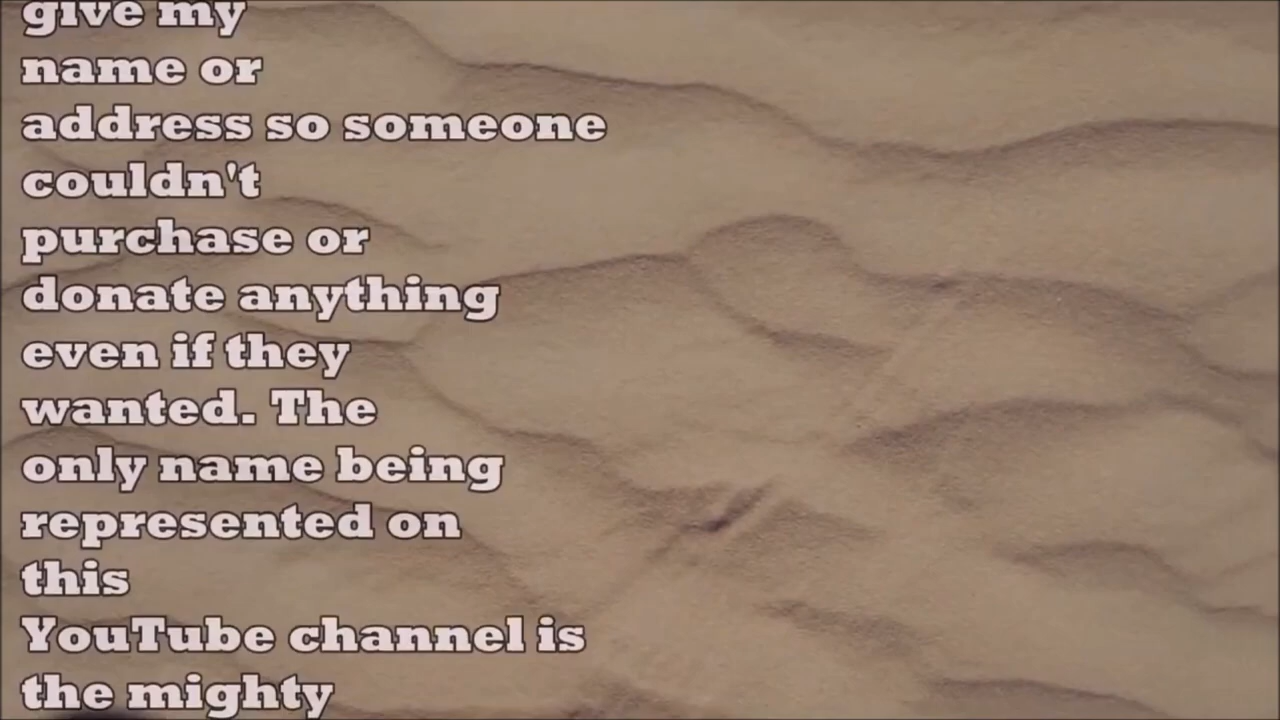 give my
name or
address so someone
couldn't
purchase or
donate anything
even if they
wanted. The
only name being
represented on
this
YouTube channel is
the mighty